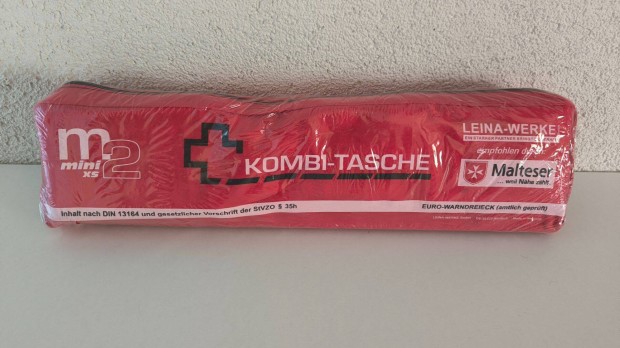 m2
mini
xs
KOMBI-TASCHE
LEINA-WERKE
empfohlen
Malteser
... weil Nähe zählt.
Inhalt nach DIN 13164 und gesetzlicher Vorschrift der StVZO § 35h
EURO-WARNDREIECK (amtlich geprüft)